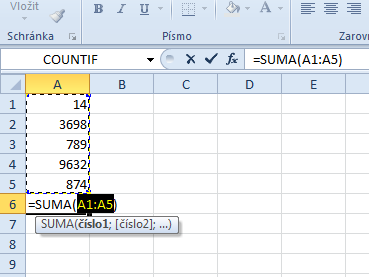 Vložit
Schránka
Písmo
Zarov
COUNTIF
fx
=SUMA(A1:A5)
A B C D E
1 14
2 3698
3 789
4 9632
5 874
6 =SUMA(A1:A5)
7 SUMA(číslo1; [číslo2]; ...)
8
9